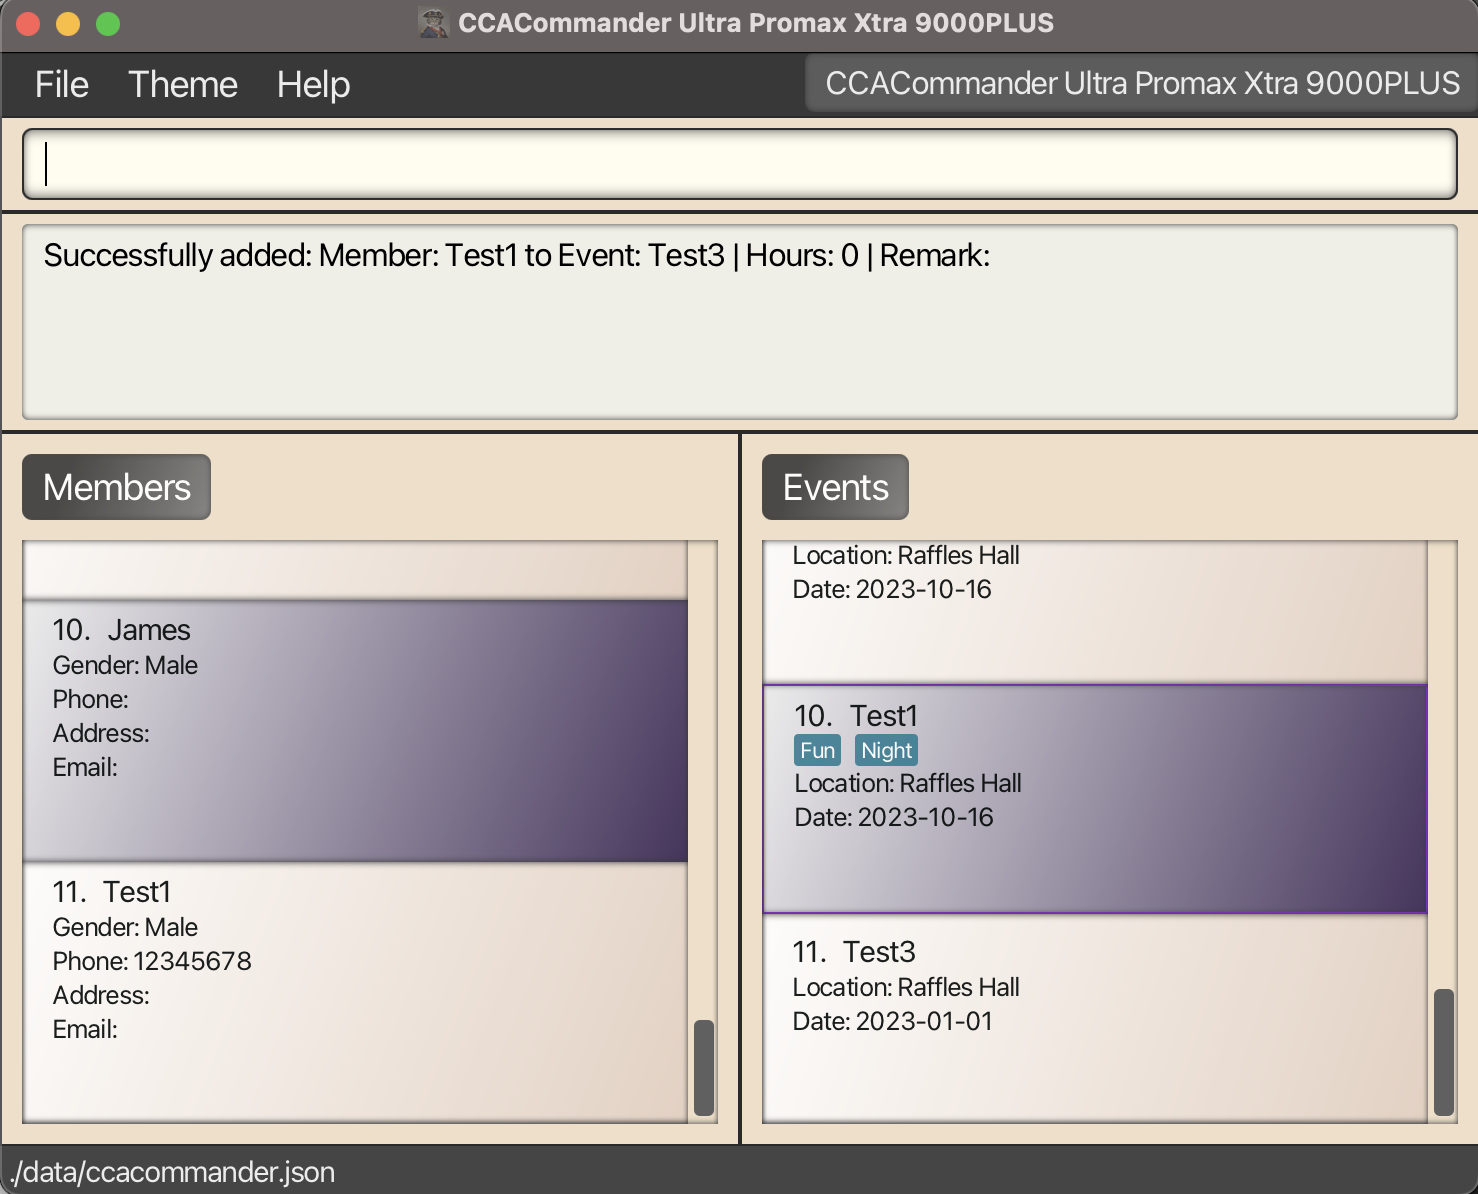 CCACommander Ultra Promax Xtra 9000PLUS
File Theme Help CCACommander Ultra Promax Xtra 9000PLUS
Successfully added: Member: Test1 to Event: Test3 | Hours: 0 | Remark:
Members
10. James
Gender: Male
Phone:
Address:
Email:
11. Test1
Gender: Male
Phone: 12345678
Address:
Email:
Events
Location: Raffles Hall
Date: 2023-10-16
10. Test1
Fun Night
Location: Raffles Hall
Date: 2023-10-16
11. Test3
Location: Raffles Hall
Date: 2023-01-01
./data/ccacommander.json